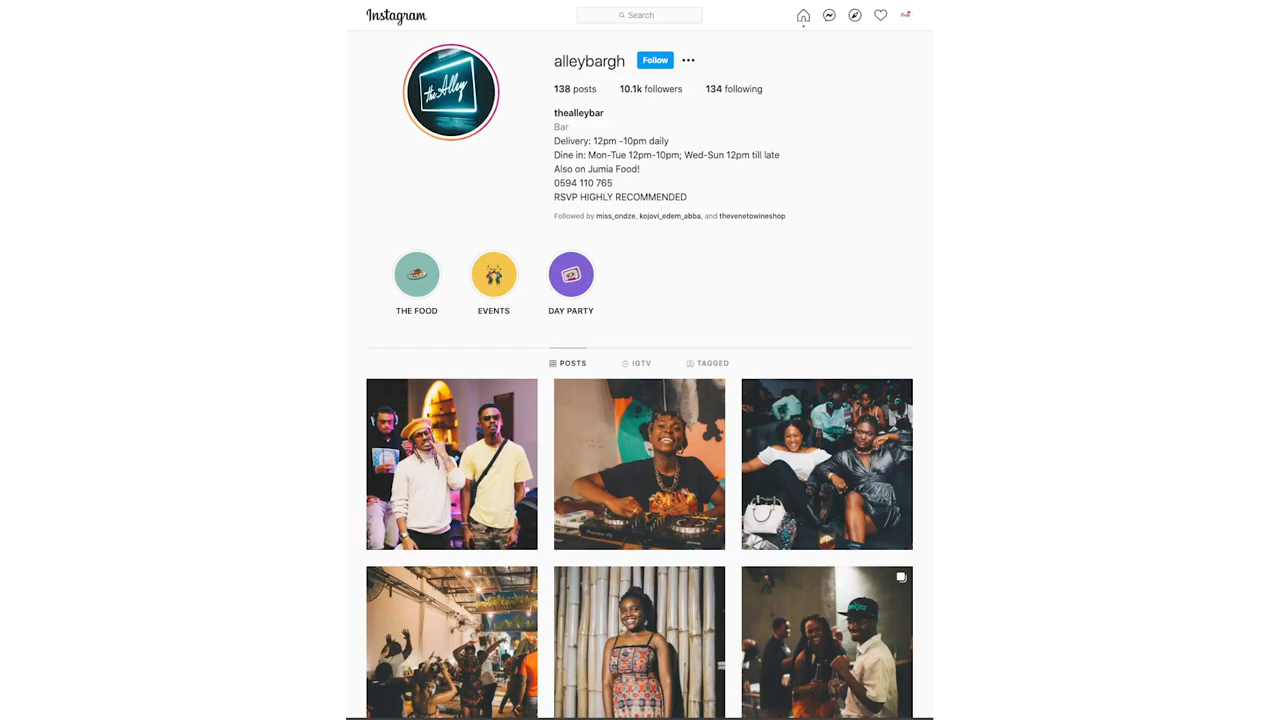 Instagram
Search
alleybargh Follow
138 posts 10.1k followers 134 following
thealleybar
Bar
Delivery: 12pm -10pm daily
Dine in: Mon-Tue 12pm-10pm; Wed-Sun 12pm till late
Also on Jumia Food!
0594 110 765
RSVP HIGHLY RECOMMENDED
Followed by miss_ondze, kojovi_edem_abba, and thevenetowineshop
the Alley
THE FOOD EVENTS DAY PARTY
POSTS IGTV TAGGED